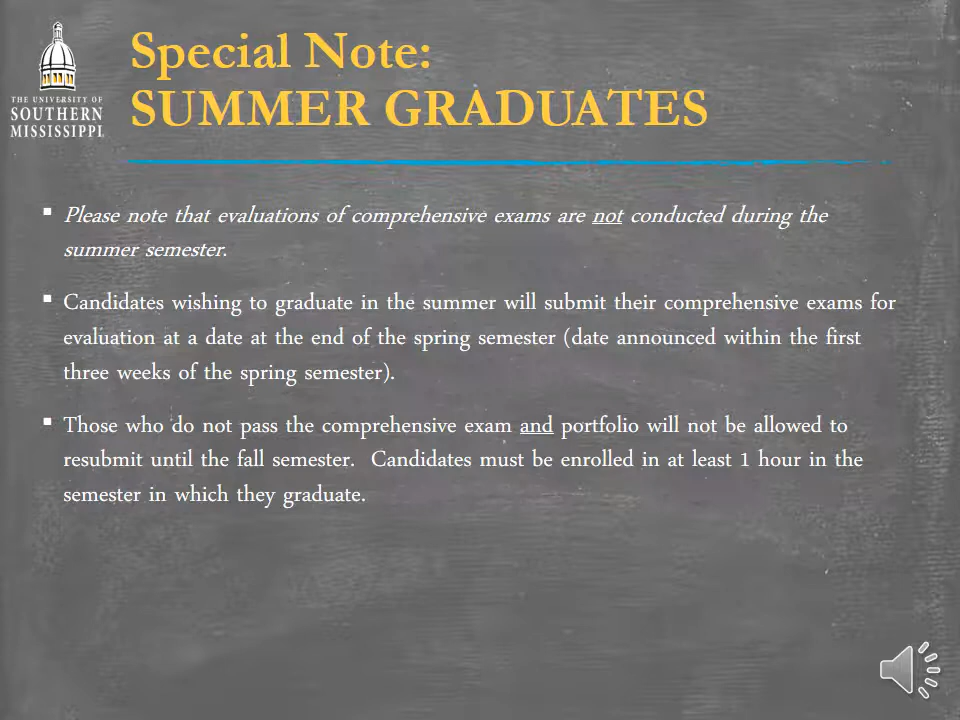 Special Note:
SUMMER GRADUATES
THE UNIVERSITY OF
SOUTHERN
MISSISSIPPI
▪ Please note that evaluations of comprehensive exams are not conducted during the
summer semester.
▪ Candidates wishing to graduate in the summer will submit their comprehensive exams for
evaluation at a date at the end of the spring semester (date announced within the first
three weeks of the spring semester).
▪ Those who do not pass the comprehensive exam and portfolio will not be allowed to
resubmit until the fall semester.  Candidates must be enrolled in at least 1 hour in the
semester in which they graduate.